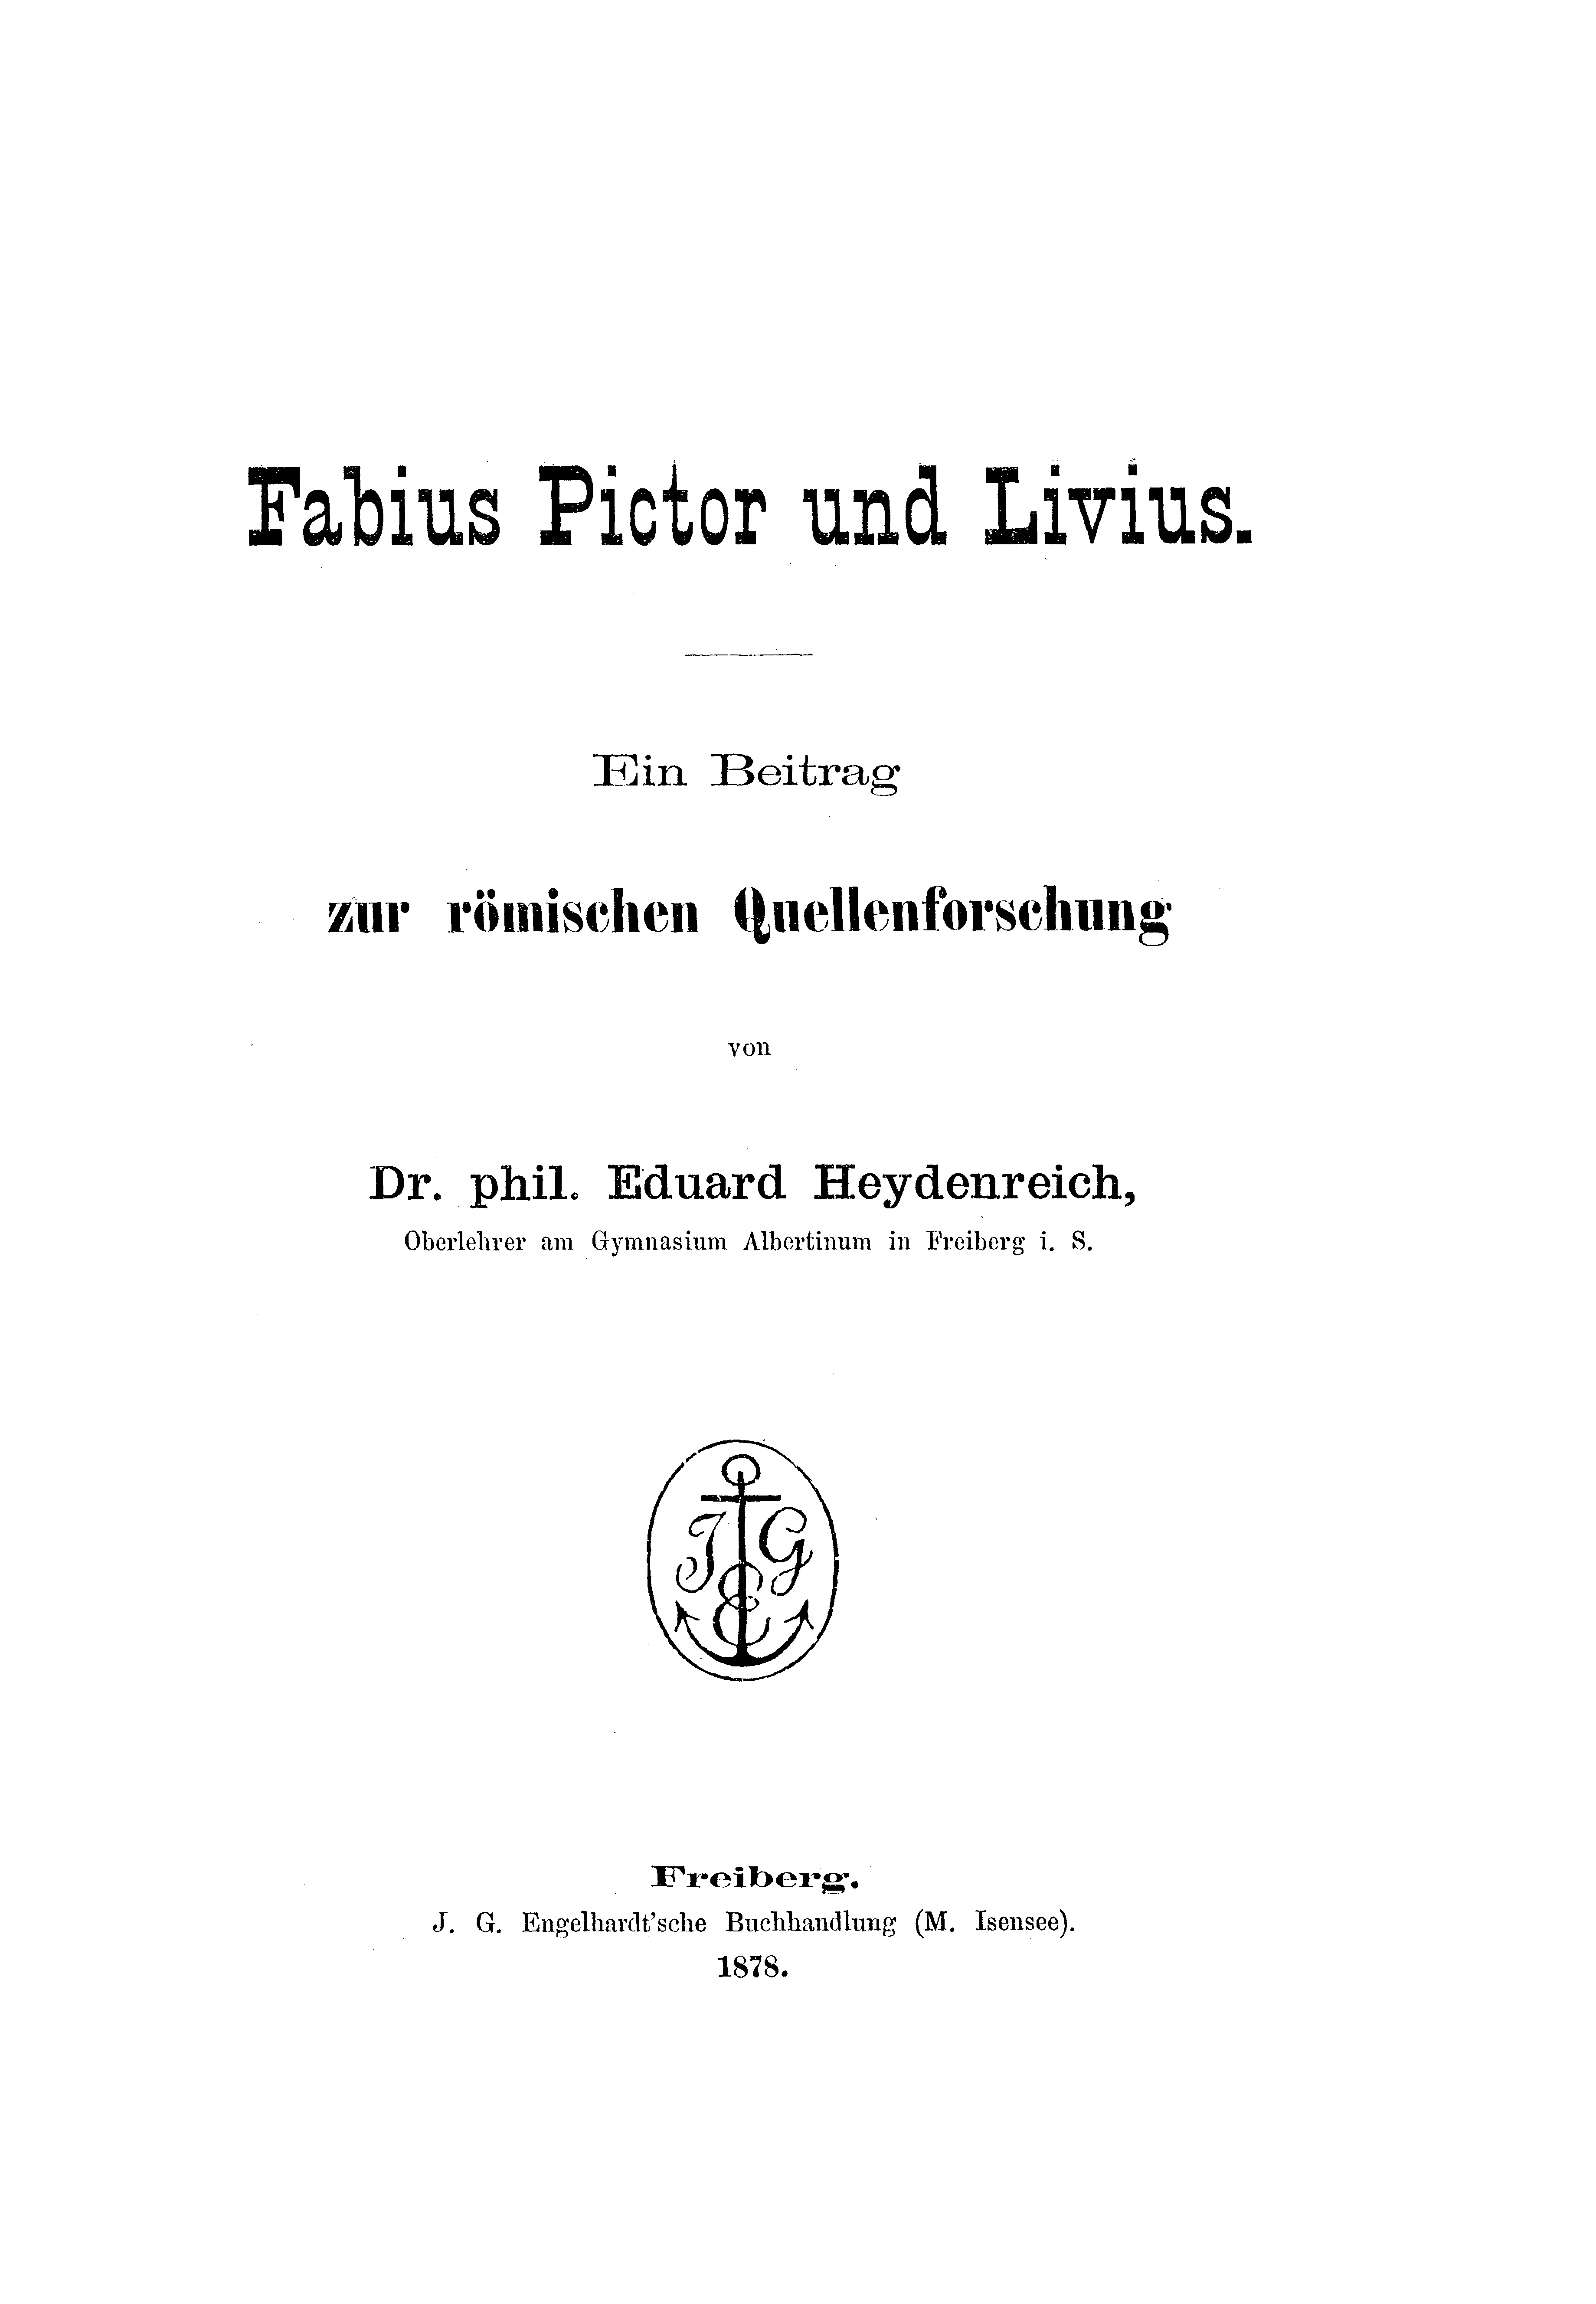 Fabius Pictor und Livius.
Ein Beitrag
zur römischen Quellenforschung
von
Dr. phil. Eduard Heydenreich,
Oberlehrer am Gymnasium Albertinum in Freiberg i. S.
J G
E
Freiberg.
J. G. Engelhardt'sche Buchhandlung (M. Isensee).
1878.